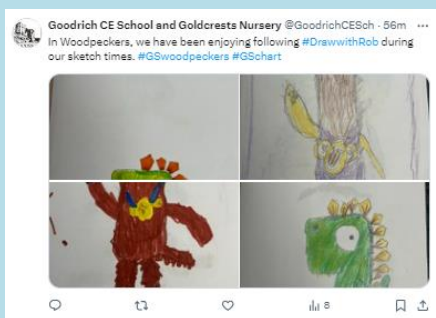 Goodrich CE School and Goldcrests Nursery @GoodrichCESch · 56m ···
In Woodpeckers, we have been enjoying following #DrawwithRob during
our sketch times. #GSwoodpeckers #GSchart
8